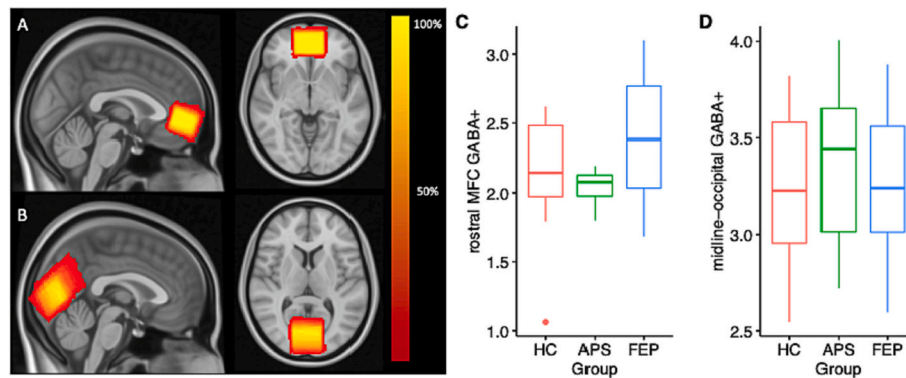 A
100%
50%
B
C
rostral MFC GABA+
3.0
2.5
2.0
1.5
1.0
HC APS FEP
Group
D
midline-occipital GABA+
4.0
3.5
3.0
2.5
HC APS FEP
Group